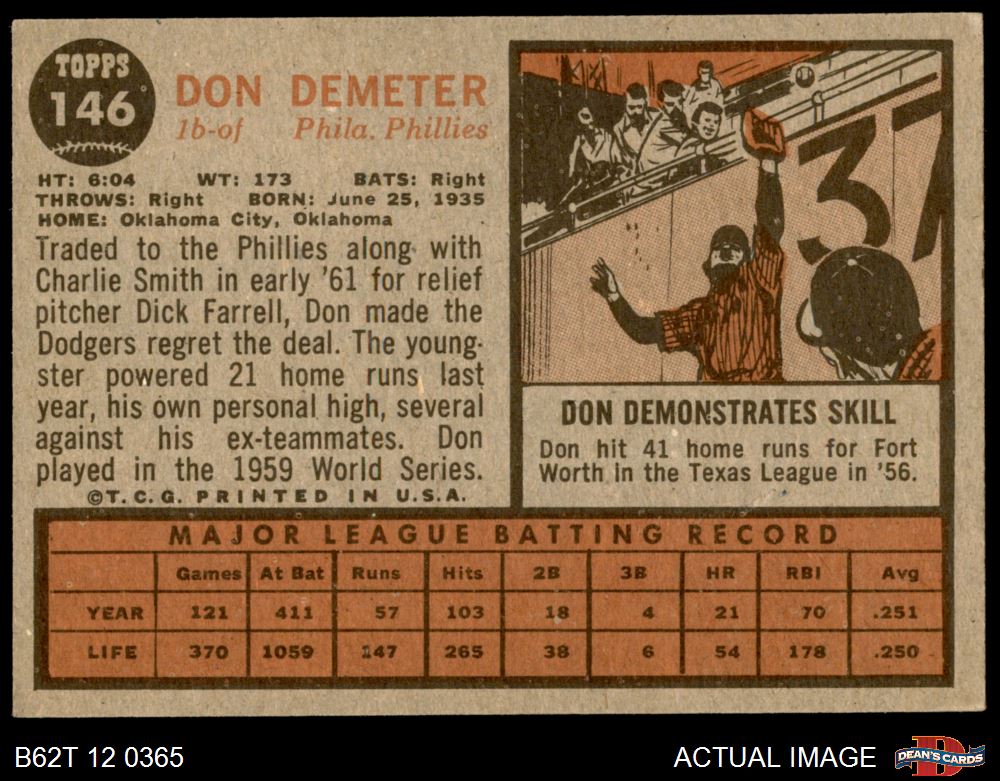 TOPPS
146
DON DEMETER
1b-of Phila. Phillies
HT: 6:04 WT: 173 BATS: Right
THROWS: Right BORN: June 25, 1935
HOME: Oklahoma City, Oklahoma
Traded to the Phillies along with
Charlie Smith in early '61 for relief
pitcher Dick Farrell, Don made the
Dodgers regret the deal. The young-
ster powered 21 home runs last
year, his own personal high, several
against his ex-teammates. Don
played in the 1959 World Series.
©T.C.G. PRINTED IN U.S.A.
37
DON DEMONSTRATES SKILL
Don hit 41 home runs for Fort
Worth in the Texas League in '56.
MAJOR LEAGUE BATTING RECORD
Games At Bat Runs Hits 2B 3B HR RBI Avg
YEAR 121 411 57 103 18 4 21 70 .251
LIFE 370 1059 147 265 38 6 54 178 .250
B62T 12 0365
ACTUAL IMAGE
D
DEAN'S CARDS